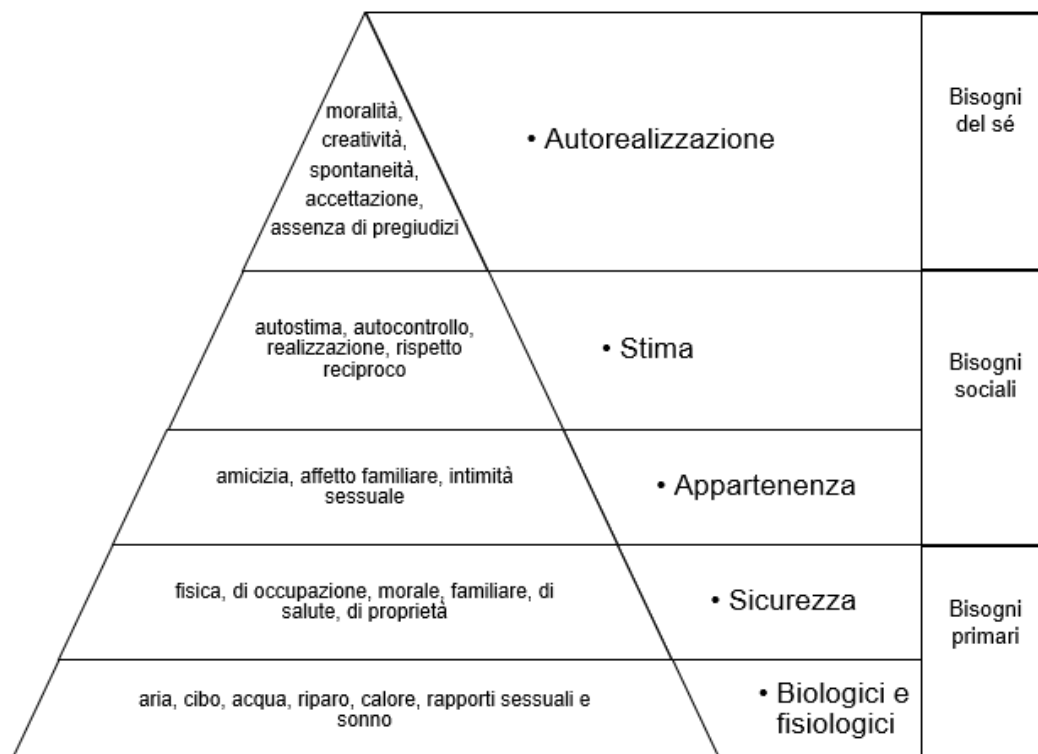 moralità,
creatività,
spontaneità,
accettazione,
assenza di pregiudizi
• Autorealizzazione
Bisogni
del sé
autostima, autocontrollo,
realizzazione, rispetto
reciproco
• Stima
Bisogni
sociali
amicizia, affetto familiare, intimità
sessuale
• Appartenenza
fisica, di occupazione, morale, familiare, di
salute, di proprietà
• Sicurezza
Bisogni
primari
aria, cibo, acqua, riparo, calore, rapporti sessuali e
sonno
• Biologici e
fisiologici